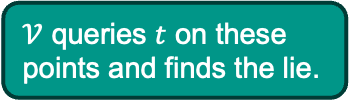 𝒱 queries 𝑡 on these
points and finds the lie.